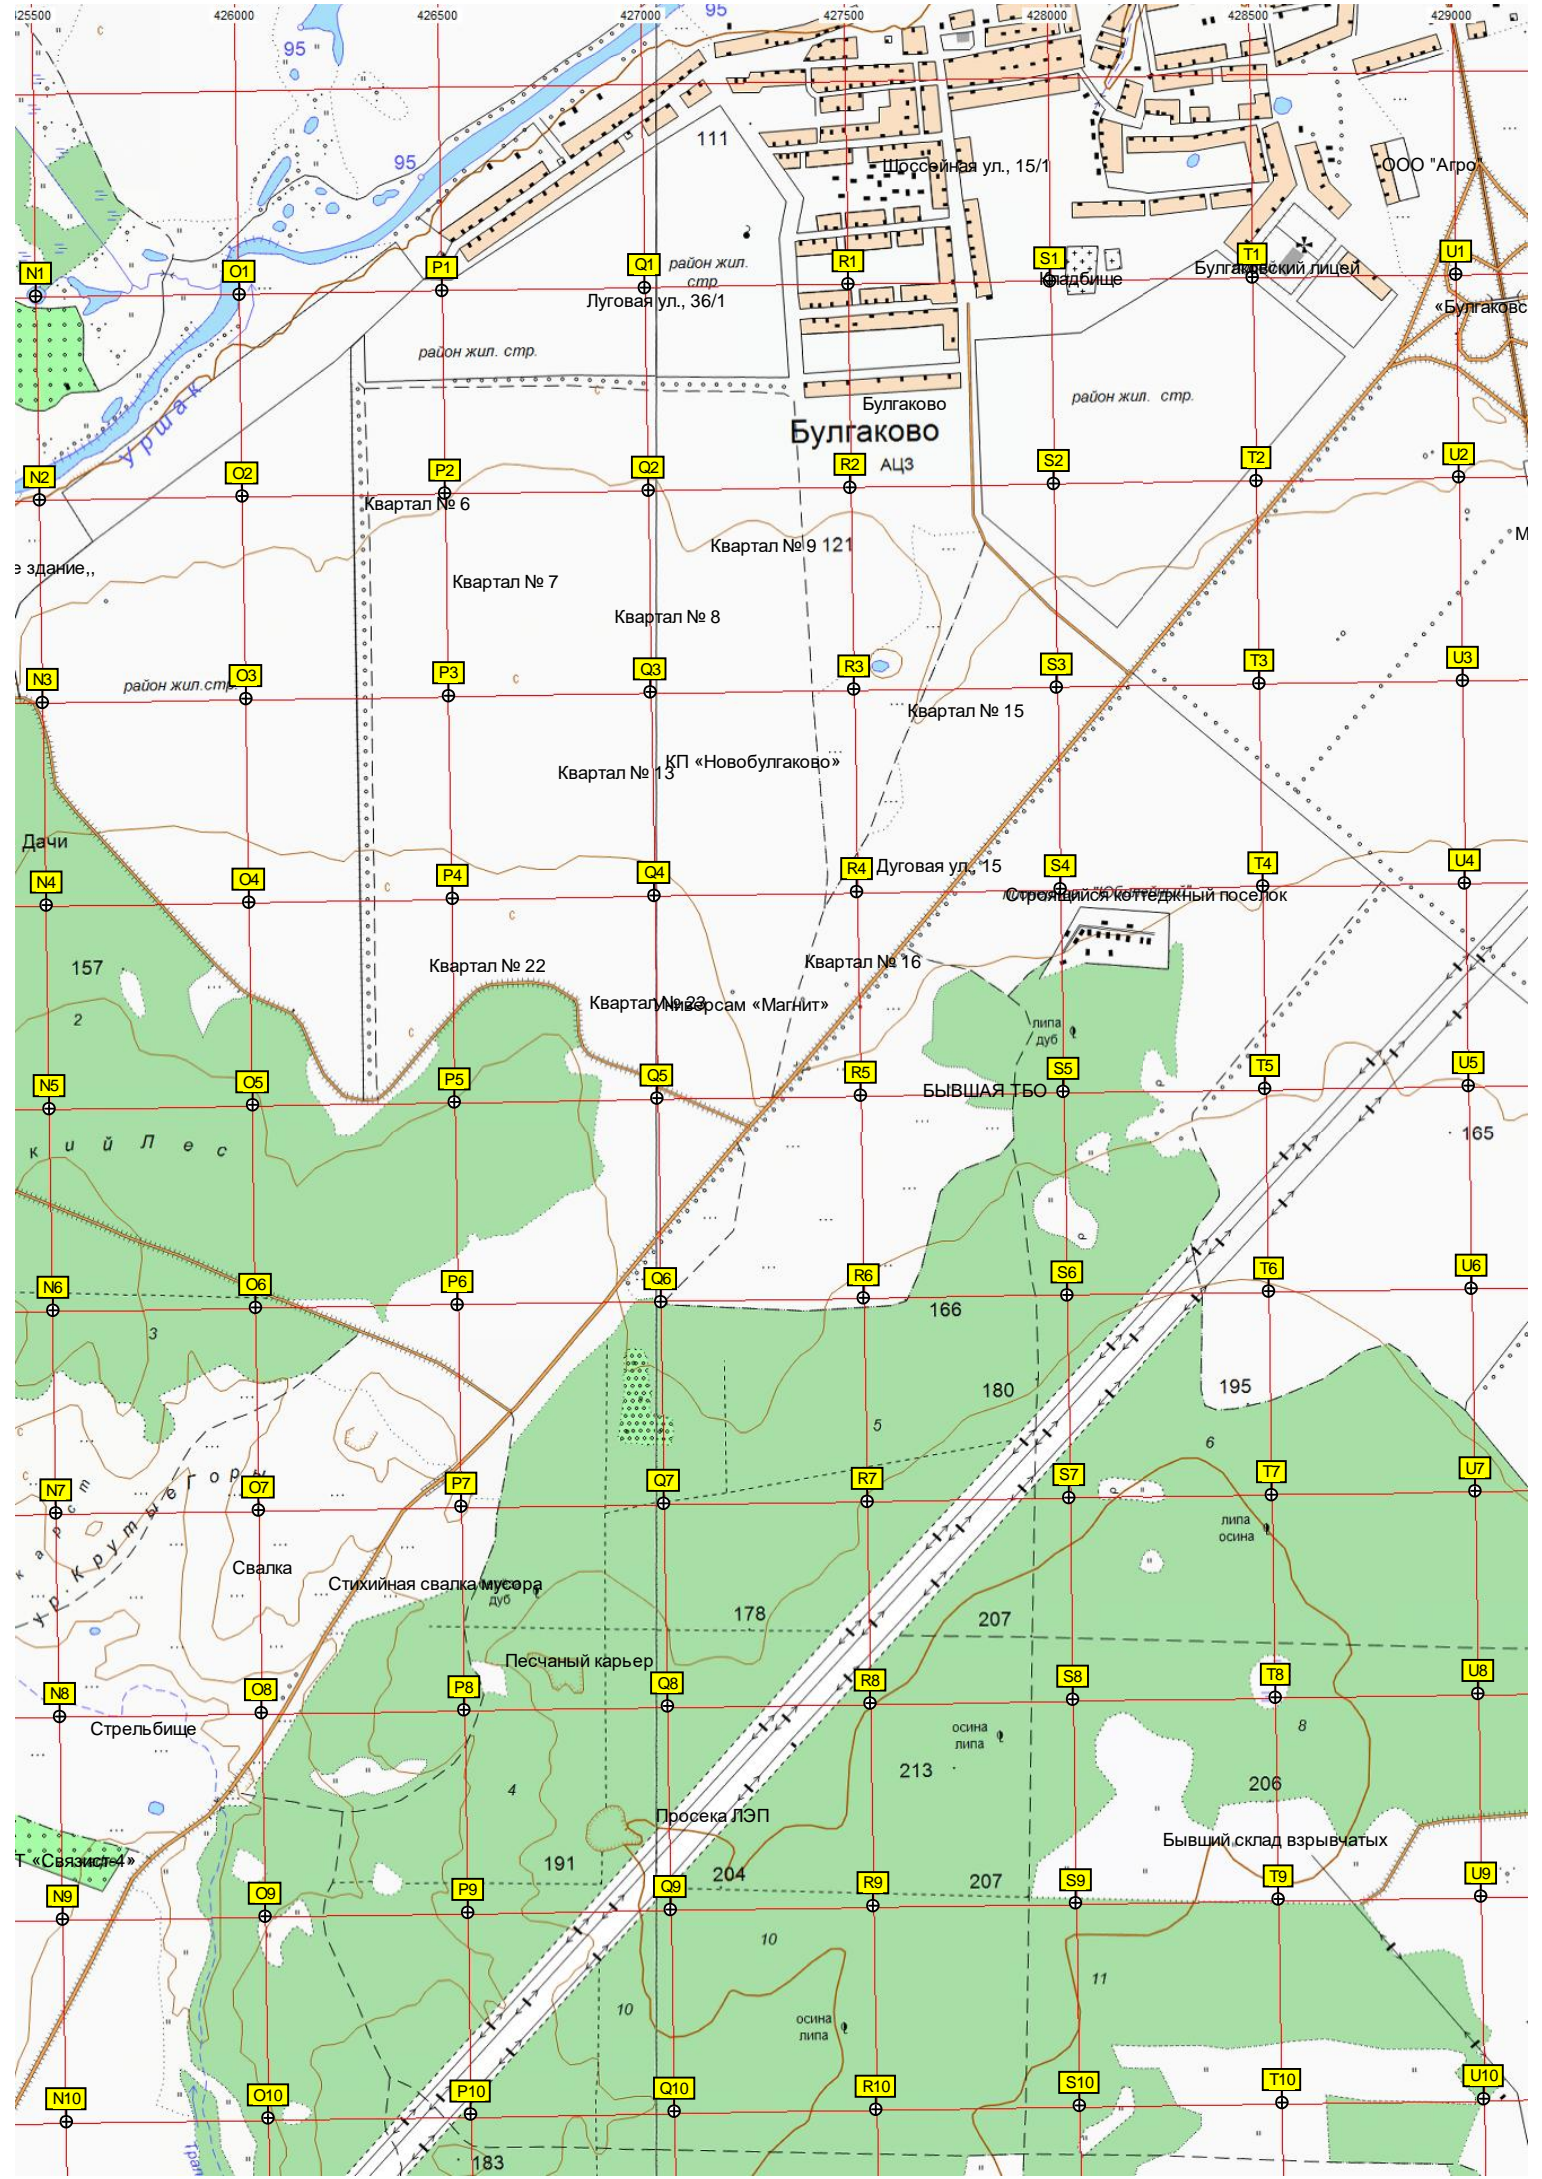 425500 426000 426500 427000 427500 428000 428500 429000
95
95
95
111
Шоссейная ул., 15/1
ООО "Агро"
N1 O1 P1 Q1 R1 S1 T1 U1
район жил.
стр.
Луговая ул., 36/1
Кладбище
Булгаковский лицей
«Булгаковс
район жил. стр.
район жил. стр.
Уршак
Булгаково
Булгаково
АЦЗ
N2 O2 P2 Q2 R2 S2 T2 U2
Квартал № 6
Квартал № 9 121
М
е здание,,
Квартал № 7
Квартал № 8
N3 O3 P3 Q3 R3 S3 T3 U3
район жил.стр.
Квартал № 15
КП «Новобулгаково»
Квартал № 13
Дачи
N4 O4 P4 Q4 R4 S4 T4 U4
Дуговая ул., 15
Строящийся коттеджный поселок
157
Квартал № 22
Квартал № 16
Квартал № 23
Универсам «Магнит»
2
липа
дуб
N5 O5 P5 Q5 R5 S5 T5 U5
БЫВШАЯ ТБО
165
к и й Л е с
N6 O6 P6 Q6 R6 S6 T6 U6
166
3
180
195
5
6
N7 O7 P7 Q7 R7 S7 T7 U7
карст
ур. Крутые Горы
липа
осина
Свалка
Стихийная свалка мусора
дуб
178
207
Песчаный карьер
N8 O8 P8 Q8 R8 S8 T8 U8
Стрельбище
осина
липа
8
213
206
4
Просека ЛЭП
Бывший склад взрывчатых
Т «Связист-4»
191
204
207
N9 O9 P9 Q9 R9 S9 T9 U9
10
11
10
осина
липа
N10 O10 P10 Q10 R10 S10 T10 U10
183